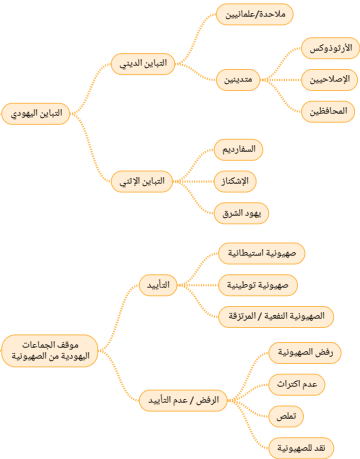 التباين اليهودي
التباين الديني
ملاحدة/علمانيين
متدينين
الأرثوذوكس
الإصلاحيين
المحافظين
التباين الإثني
السفارديم
الإشكناز
يهود الشرق
موقف الجماعات
اليهودية من الصهيونية
التأييد
صهيونية استيطانية
صهيونية توطينية
الصهيونية النفعية / المرتزقة
الرفض / عدم التأييد
رفض الصهيونية
عدم اكتراث
تملص
نقد للصهيونية